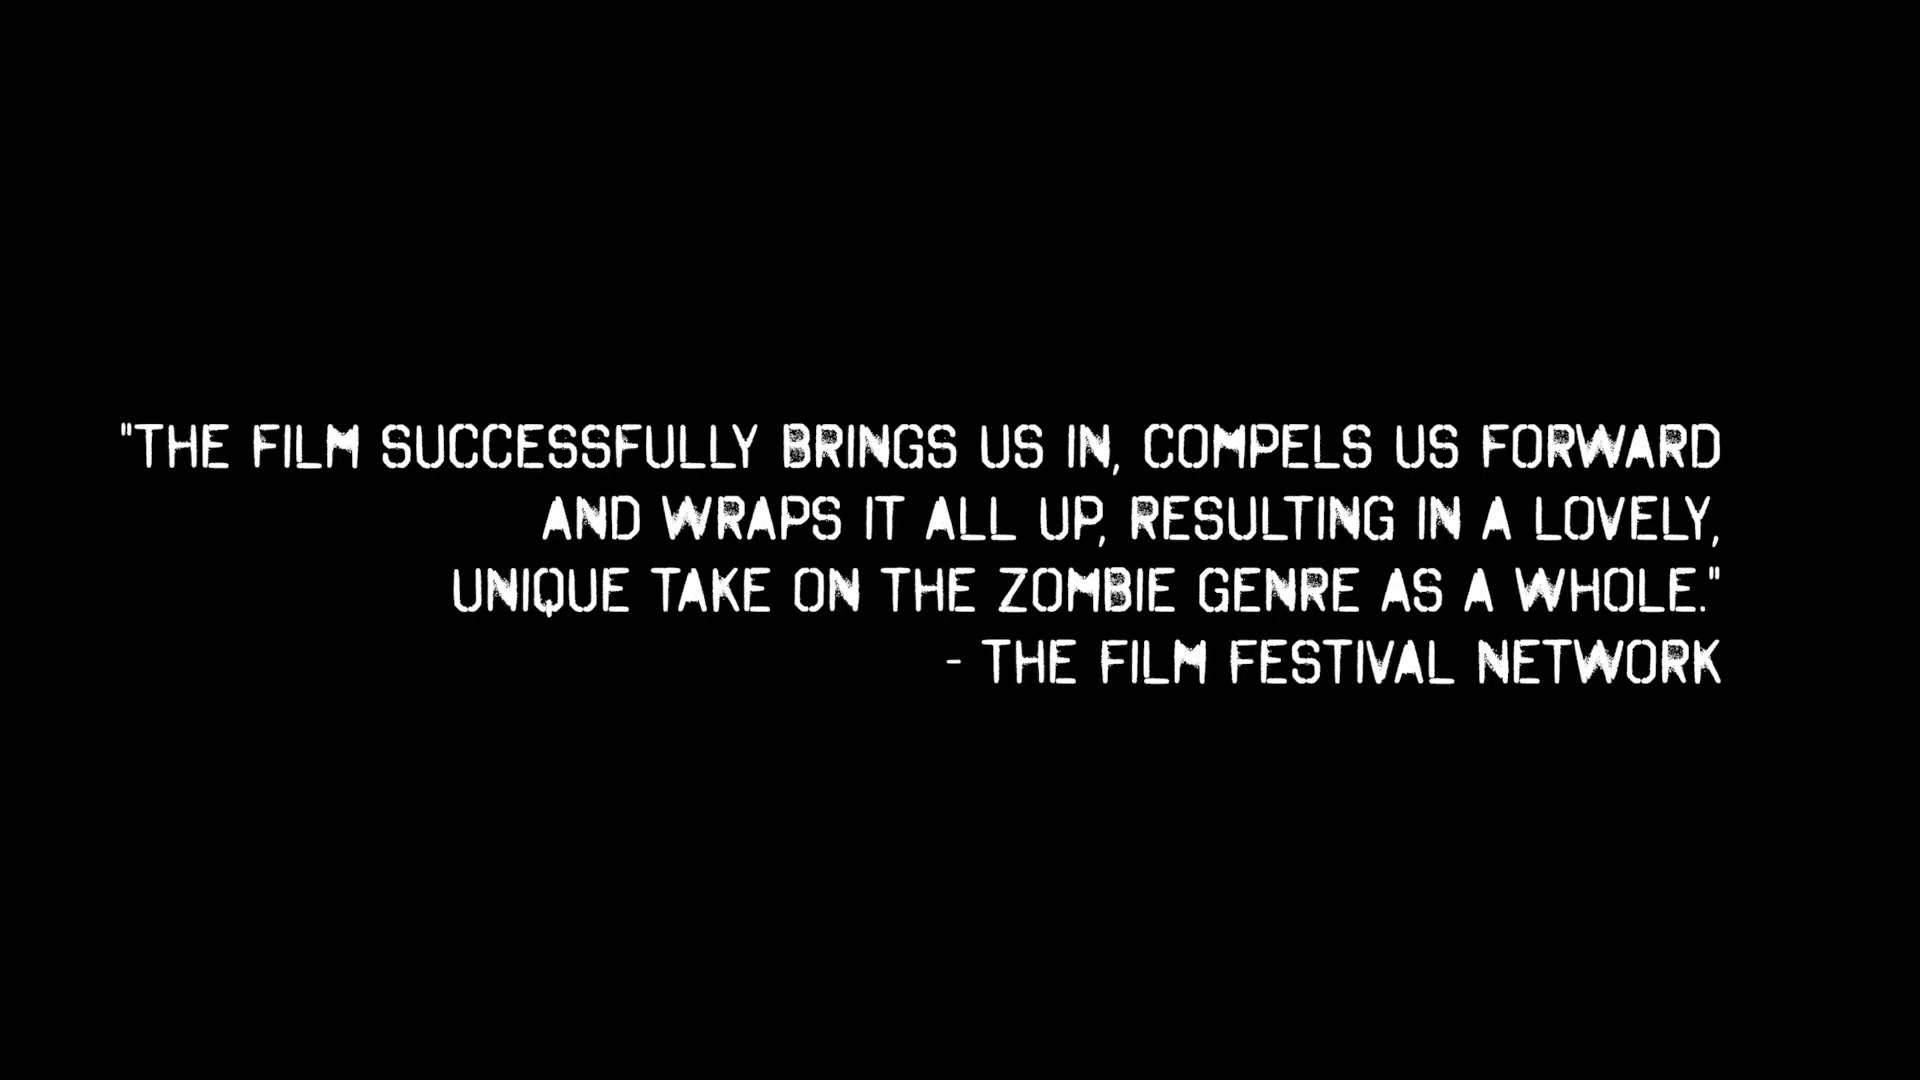 "THE FILM SUCCESSFULLY BRINGS US IN, COMPELS US FORWARD
AND WRAPS IT ALL UP, RESULTING IN A LOVELY,
UNIQUE TAKE ON THE ZOMBIE GENRE AS A WHOLE."
- THE FILM FESTIVAL NETWORK